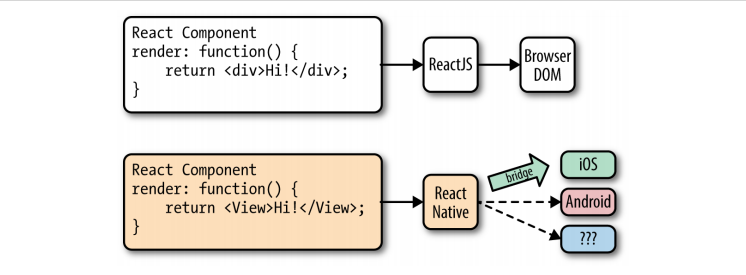 React Component
render: function() {
    return <div>Hi!</div>;
}
ReactJS
Browser
DOM
React Component
render: function() {
    return <View>Hi!</View>;
}
React
Native
bridge
iOS
Android
???